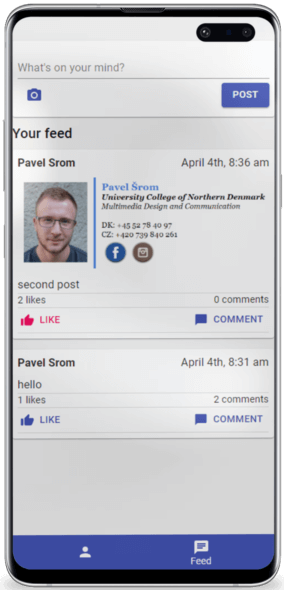 What's on your mind?
POST
Your feed
Pavel Srom April 4th, 8:36 am
Pavel Šrom
University College of Northern Denmark
Multimedia Design and Communication
DK: +45 52 78 40 97
CZ: +420 739 840 261
second post
2 likes 0 comments
LIKE COMMENT
Pavel Srom April 4th, 8:31 am
hello
1 likes 2 comments
LIKE COMMENT
Feed